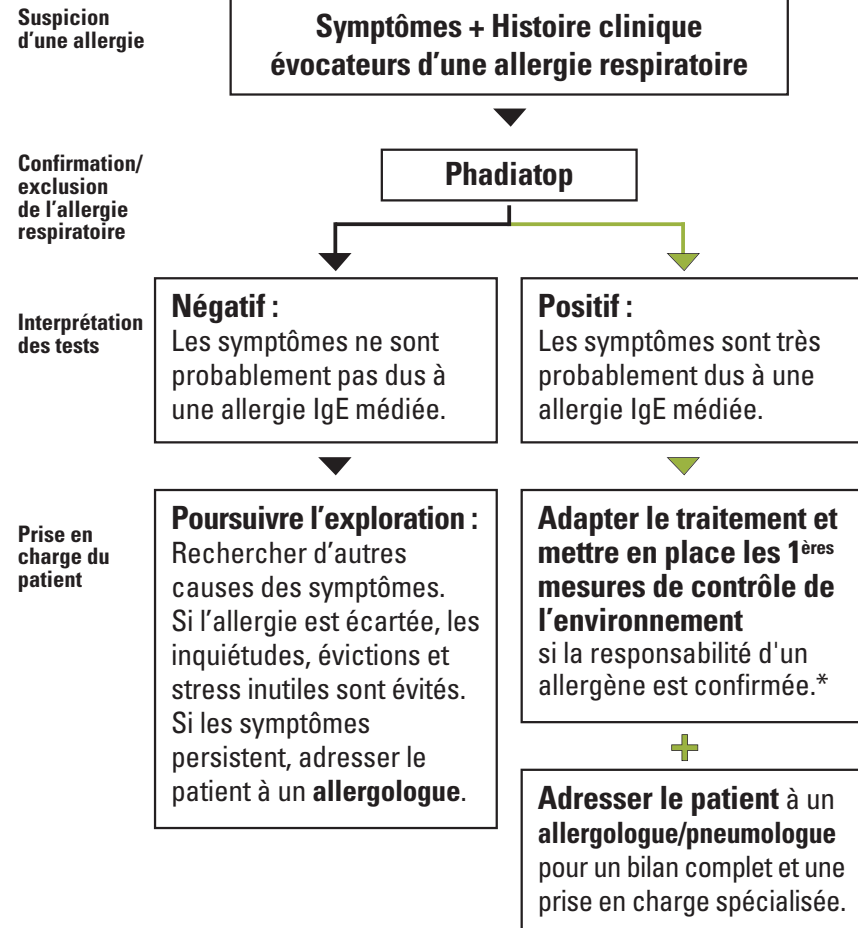 Suspicion
d'une allergie
Symptômes + Histoire clinique
évocateurs d'une allergie respiratoire
Confirmation/
exclusion
de l'allergie
respiratoire
Phadiatop
Interprétation
des tests
Négatif :
Les symptômes ne sont
probablement pas dus à
une allergie IgE médiée.
Positif :
Les symptômes sont très
probablement dus à une
allergie IgE médiée.
Prise en
charge du
patient
Poursuivre l'exploration :
Rechercher d'autres
causes des symptômes.
Si l'allergie est écartée, les
inquiétudes, évictions et
stress inutiles sont évités.
Si les symptômes
persistent, adresser le
patient à un allergologue.
Adapter le traitement et
mettre en place les 1ères
mesures de contrôle de
l'environnement
si la responsabilité d'un
allergène est confirmée.*
Adresser le patient à un
allergologue/pneumologue
pour un bilan complet et une
prise en charge spécialisée.